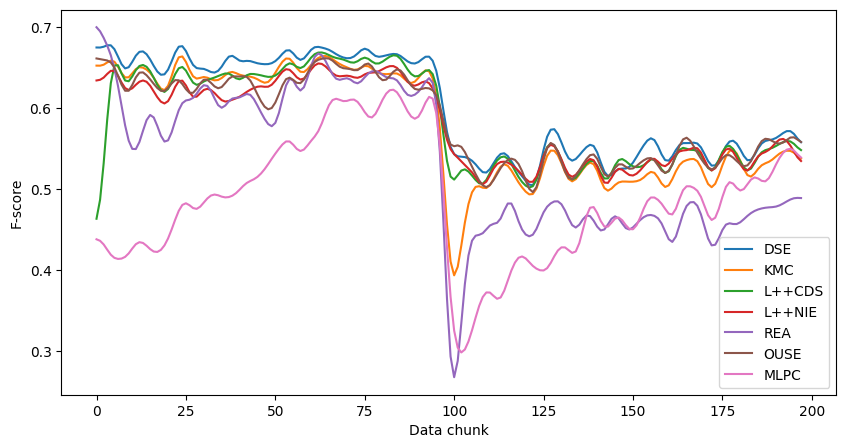 0.7
0.6
0.5
0.4
0.3
F-score
0
25
50
75
100
125
150
175
200
Data chunk
DSE
KMC
L++CDS
L++NIE
REA
OUSE
MLPC